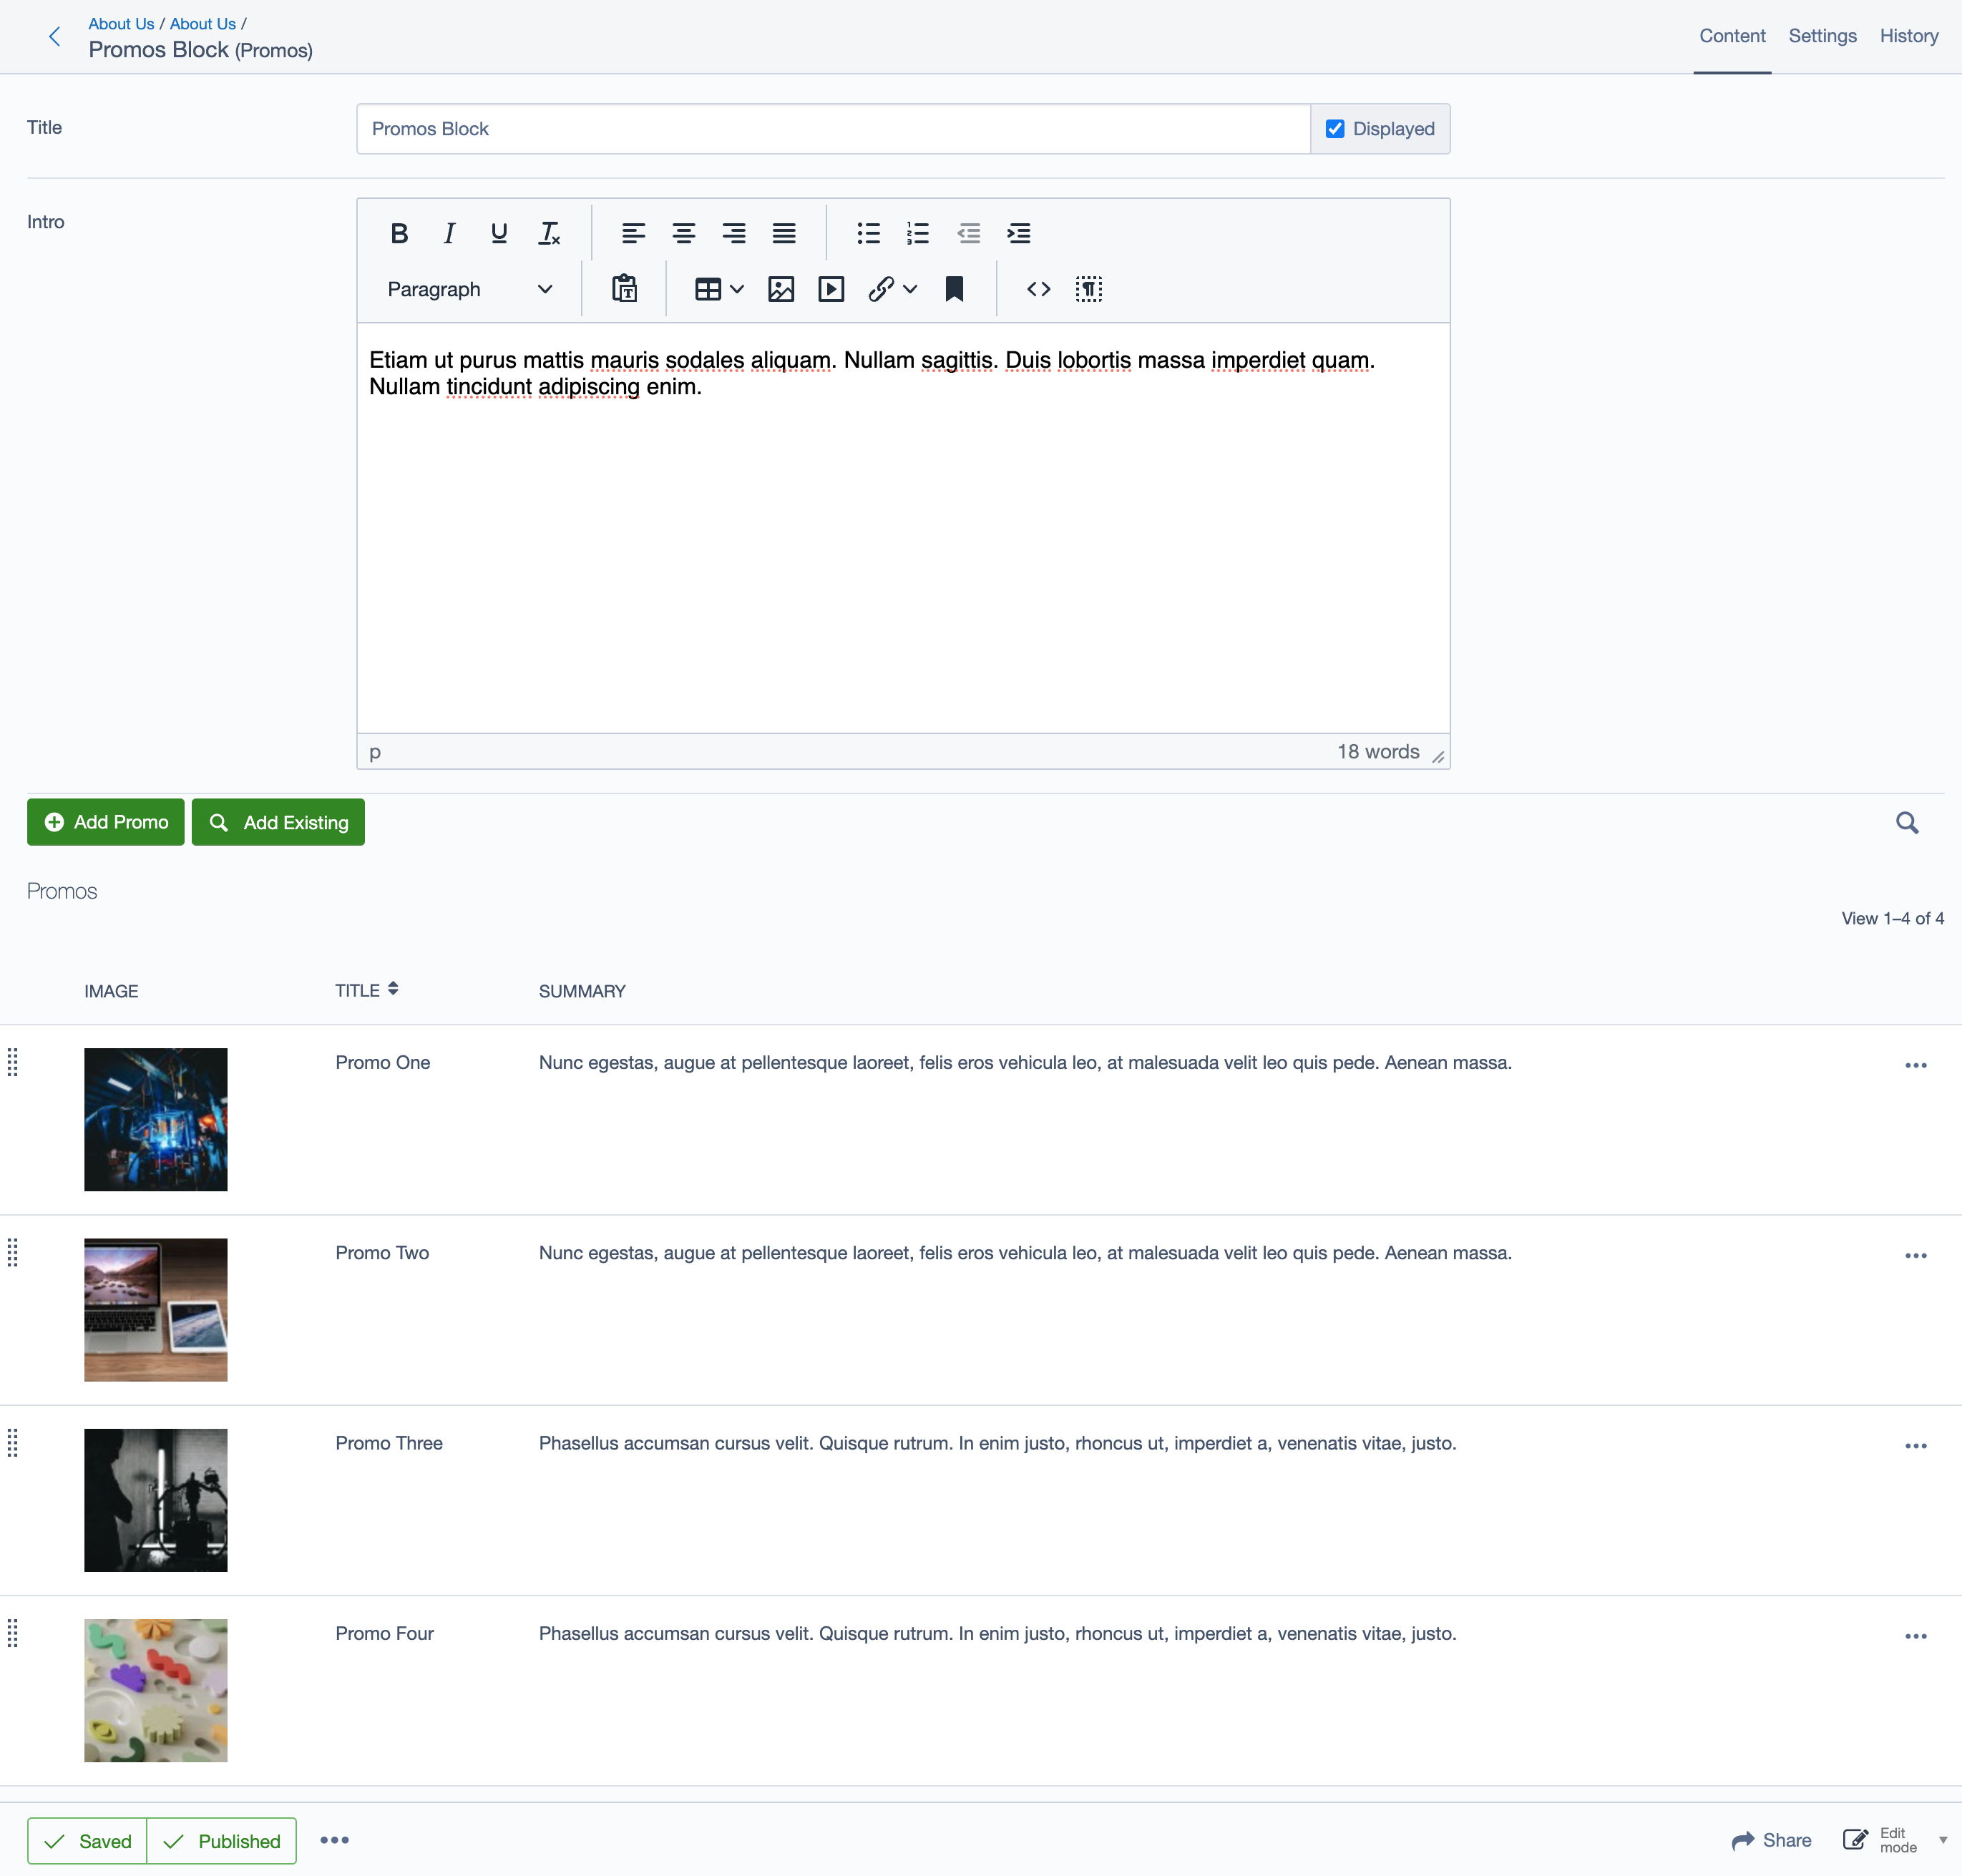 About Us / About Us /
Promos Block (Promos)
Content Settings History
Title
Promos Block
Displayed
Intro
Paragraph
Etiam ut purus mattis mauris sodales aliquam. Nullam sagittis. Duis lobortis massa imperdiet quam.
Nullam tincidunt adipiscing enim.
p
18 words
Add Promo
Add Existing
Promos
View 1–4 of 4
IMAGE TITLE SUMMARY
Promo One Nunc egestas, augue at pellentesque laoreet, felis eros vehicula leo, at malesuada velit leo quis pede. Aenean massa.
Promo Two Nunc egestas, augue at pellentesque laoreet, felis eros vehicula leo, at malesuada velit leo quis pede. Aenean massa.
Promo Three Phasellus accumsan cursus velit. Quisque rutrum. In enim justo, rhoncus ut, imperdiet a, venenatis vitae, justo.
Promo Four Phasellus accumsan cursus velit. Quisque rutrum. In enim justo, rhoncus ut, imperdiet a, venenatis vitae, justo.
Saved Published
Share
Edit
mode